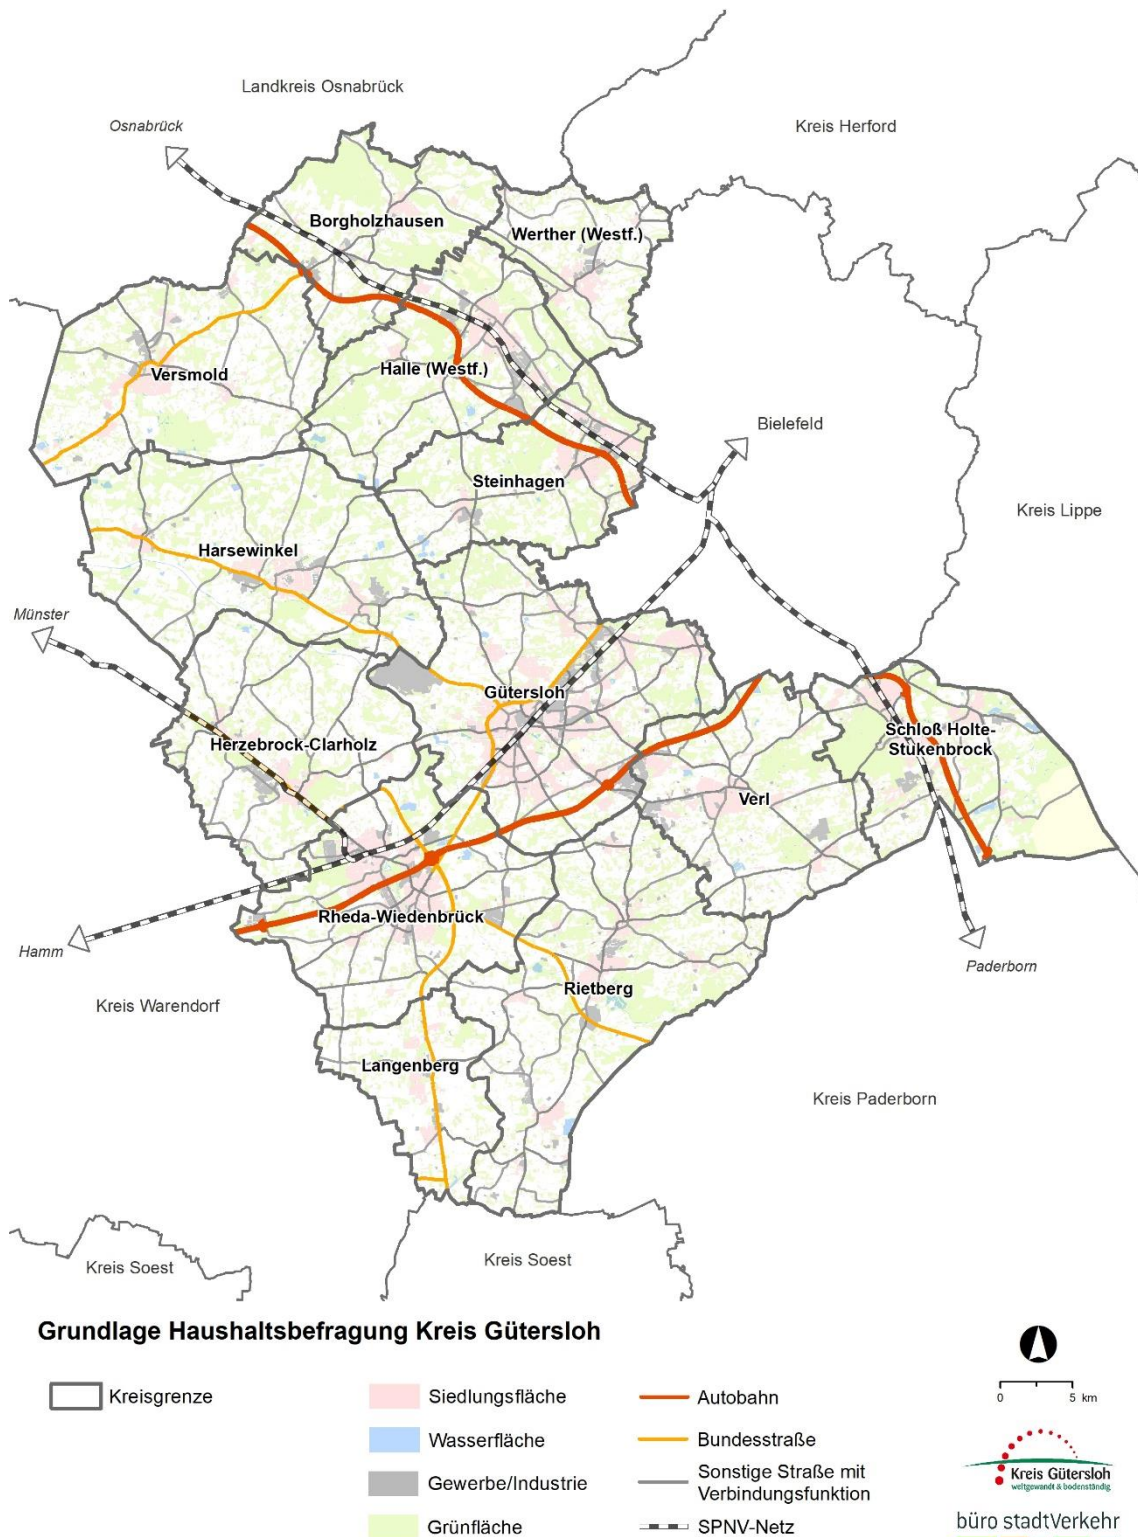 Landkreis Osnabrück
Osnabrück
Kreis Herford
Borgholzhausen
Werther (Westf.)
Versmold
Halle (Westf.)
Bielefeld
Steinhagen
Kreis Lippe
Harsewinkel
Münster
Gütersloh
Herzebrock-Clarholz
Schloß Holte-
Stukenbrock
Verl
Rheda-Wiedenbrück
Hamm
Paderborn
Rietberg
Kreis Warendorf
Langenberg
Kreis Paderborn
Kreis Soest
Kreis Soest
Grundlage Haushaltsbefragung Kreis Gütersloh
Kreisgrenze
Siedlungsfläche
Wasserfläche
Gewerbe/Industrie
Grünfläche
Autobahn
Bundesstraße
Sonstige Straße mit
Verbindungsfunktion
SPNV-Netz
0 5 km
Kreis Gütersloh
weltgewandt & bodenständig
büro stadtVerkehr